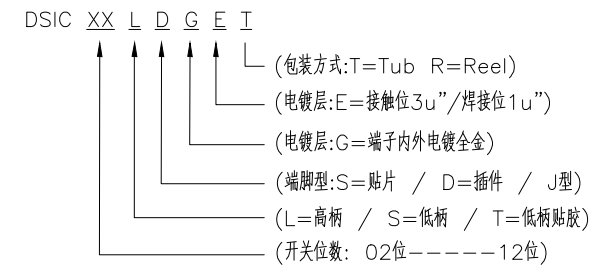 DSIC XX L D G E T
(包装方式:T=Tub R=Reel)
(电镀层:E=接触位3u”/焊接位1u”)
(电镀层:G=端子内外电镀全金)
(端脚型:S=贴片 / D=插件 / J型)
(L=高柄 / S=低柄 / T=低柄贴胶)
(开关位数: 02位-----12位)